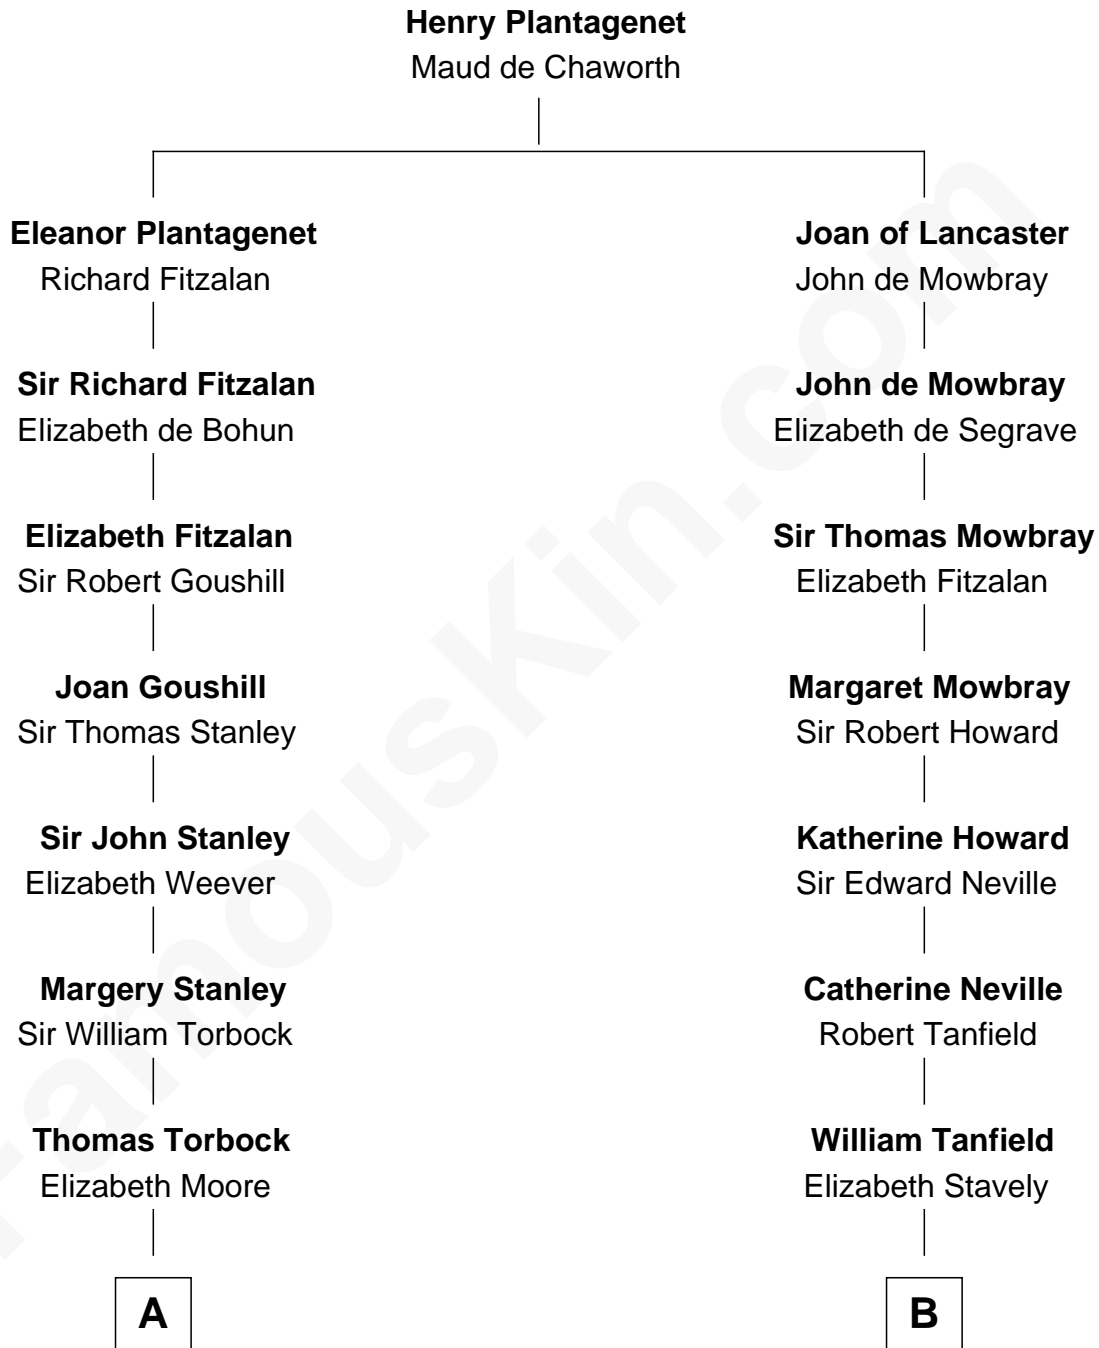 Henry Plantagenet
Maud de Chaworth
Eleanor Plantagenet
Richard Fitzalan
Joan of Lancaster
John de Mowbray
Sir Richard Fitzalan
Elizabeth de Bohun
John de Mowbray
Elizabeth de Segrave
Elizabeth Fitzalan
Sir Robert Goushill
Sir Thomas Mowbray
Elizabeth Fitzalan
Joan Goushill
Sir Thomas Stanley
Margaret Mowbray
Sir Robert Howard
Sir John Stanley
Elizabeth Weever
Katherine Howard
Sir Edward Neville
Margery Stanley
Sir William Torbock
Catherine Neville
Robert Tanfield
Thomas Torbock
Elizabeth Moore
William Tanfield
Elizabeth Stavely
A
B
FamousKin.com